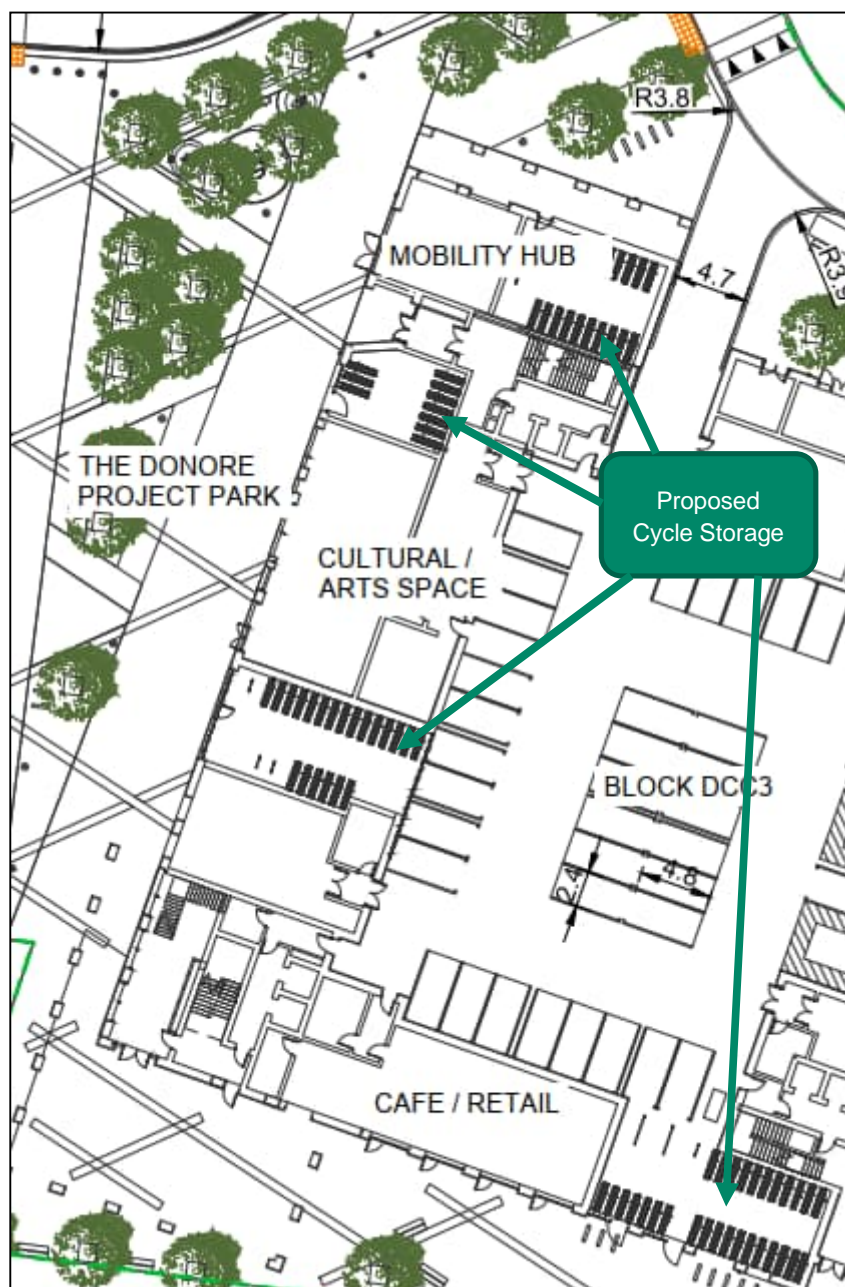 R3.8
MOBILITY HUB
4.7
R3.9
THE DONORE
PROJECT PARK
Proposed
Cycle Storage
CULTURAL /
ARTS SPACE
BLOCK DCC3
2.4
4.8
CAFE / RETAIL